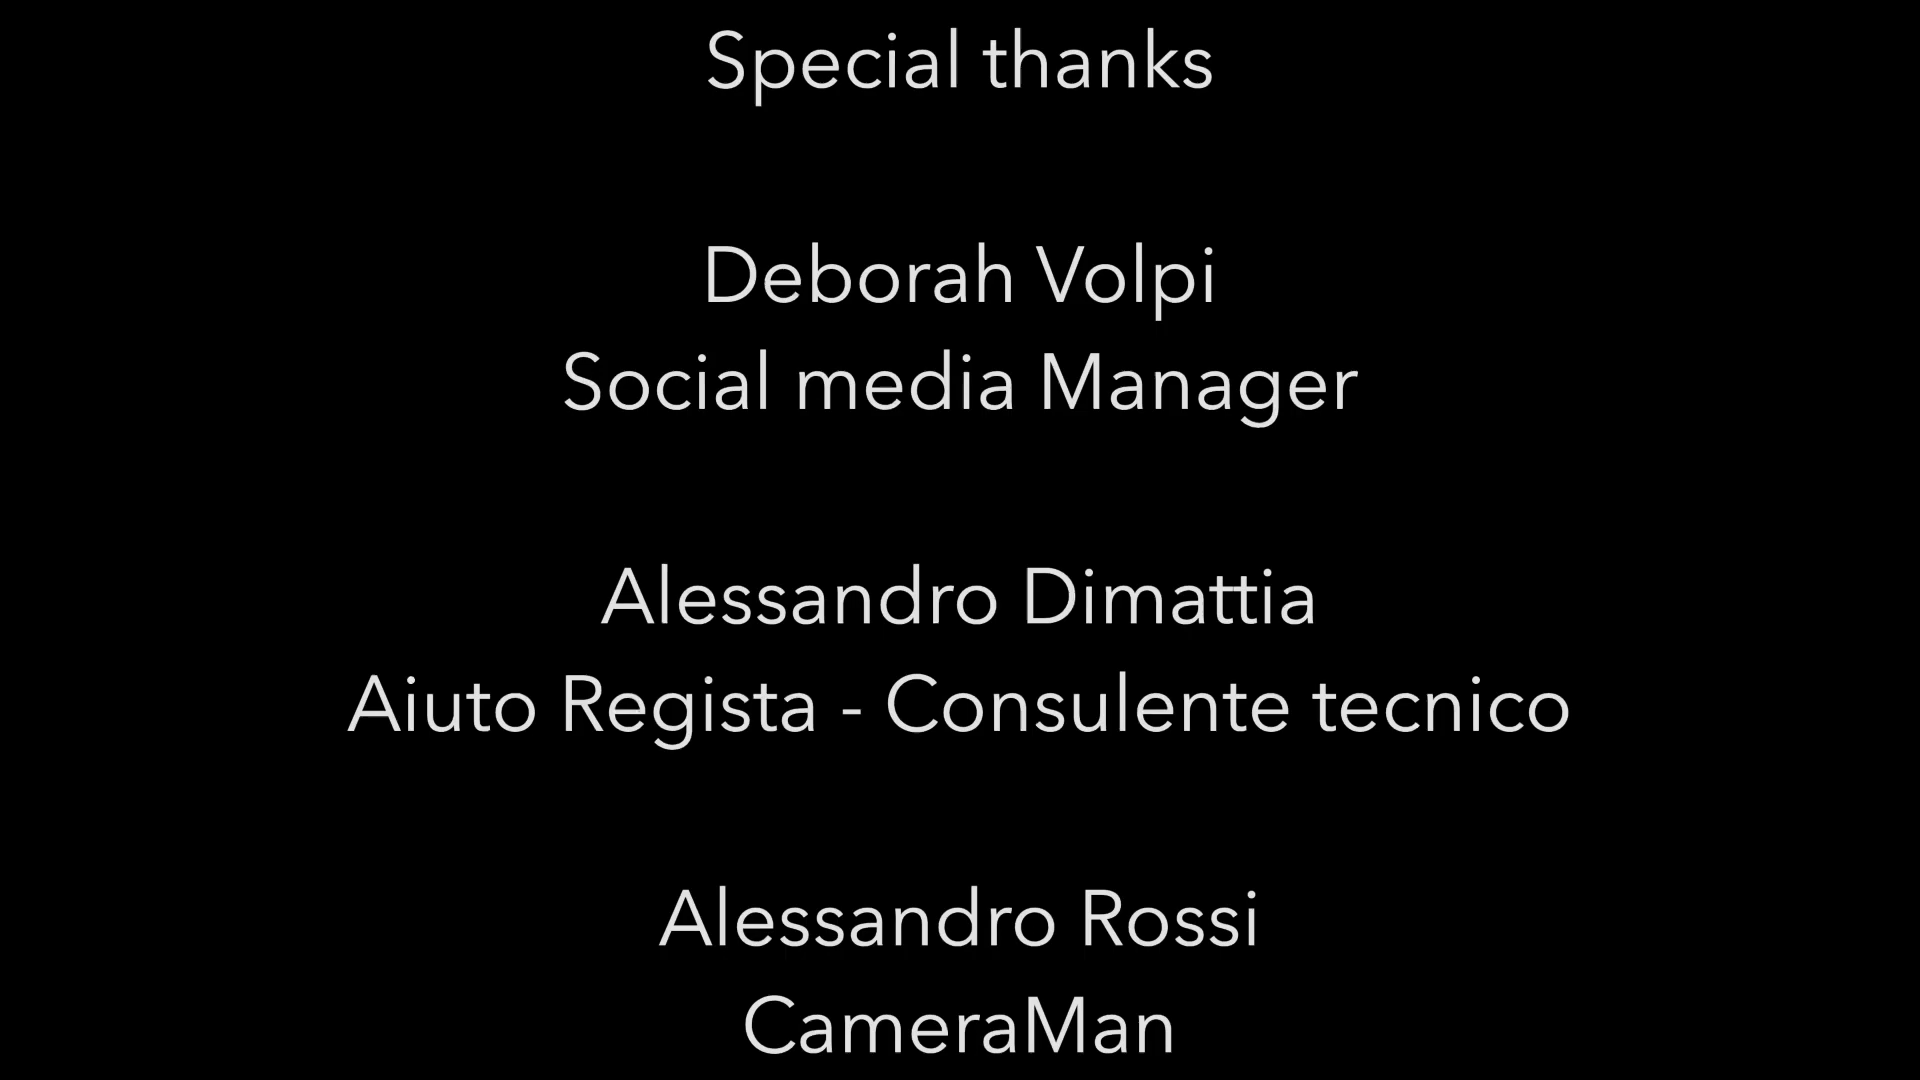 Special thanks
Deborah Volpi
Social media Manager
Alessandro Dimattia
Aiuto Regista - Consulente tecnico
Alessandro Rossi
CameraMan